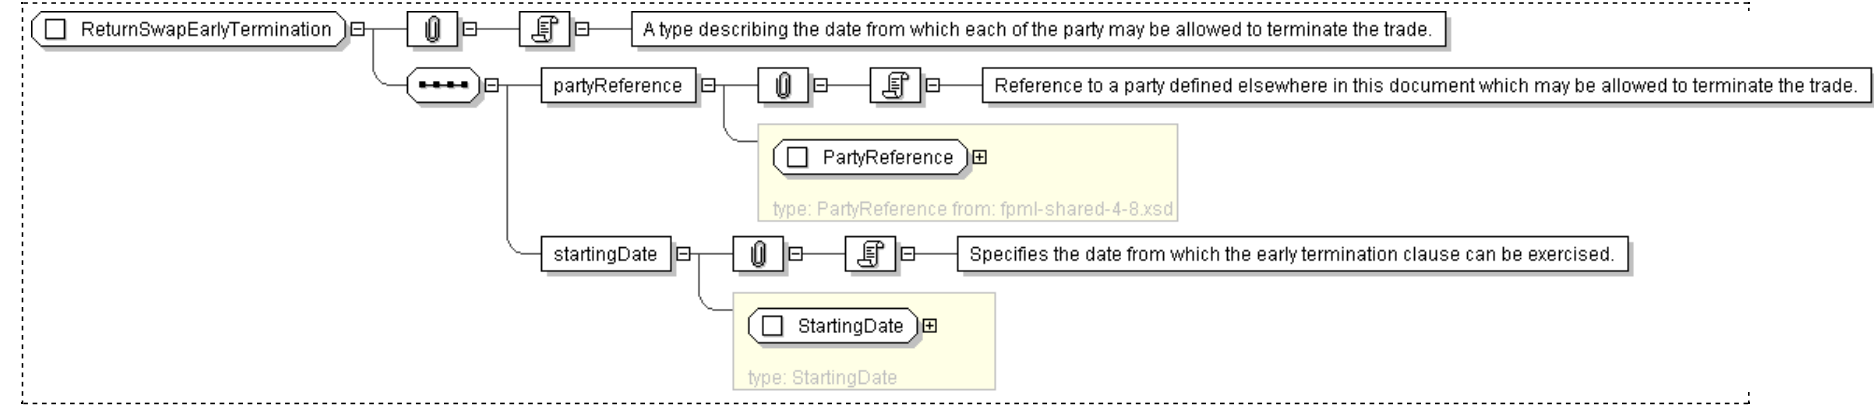 ReturnSwapEarlyTermination
A type describing the date from which each of the party may be allowed to terminate the trade.
partyReference
Reference to a party defined elsewhere in this document which may be allowed to terminate the trade.
PartyReference
type: PartyReference from: fpml-shared-4-8.xsd
startingDate
Specifies the date from which the early termination clause can be exercised.
StartingDate
type: StartingDate